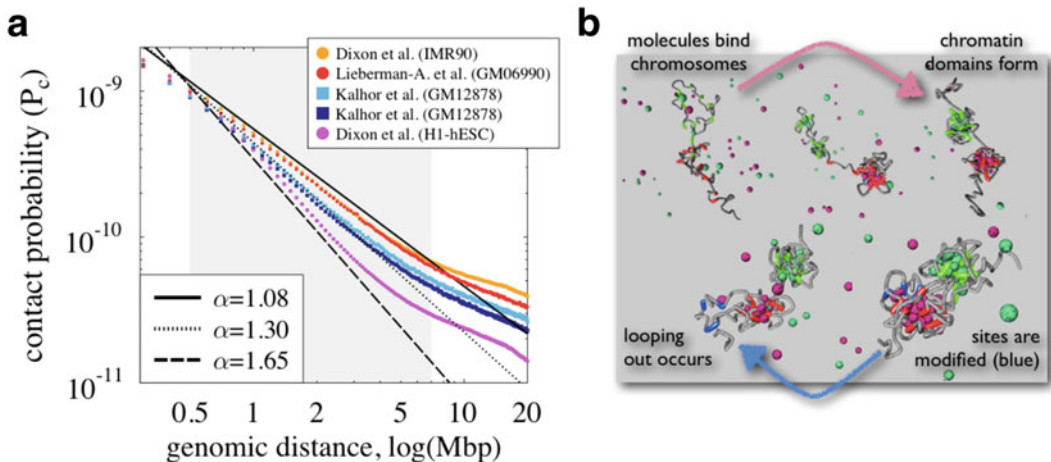 a
contact probability (P_c)
10^-9
10^-10
10^-11
Dixon et al. (IMR90)
Lieberman-A. et al. (GM06990)
Kalhor et al. (GM12878)
Kalhor et al. (GM12878)
Dixon et al. (H1-hESC)
α=1.08
α=1.30
α=1.65
0.5 1 2 5 10 20
genomic distance, log(Mbp)
b
molecules bind
chromosomes
chromatin
domains form
looping
out occurs
sites are
modified (blue)